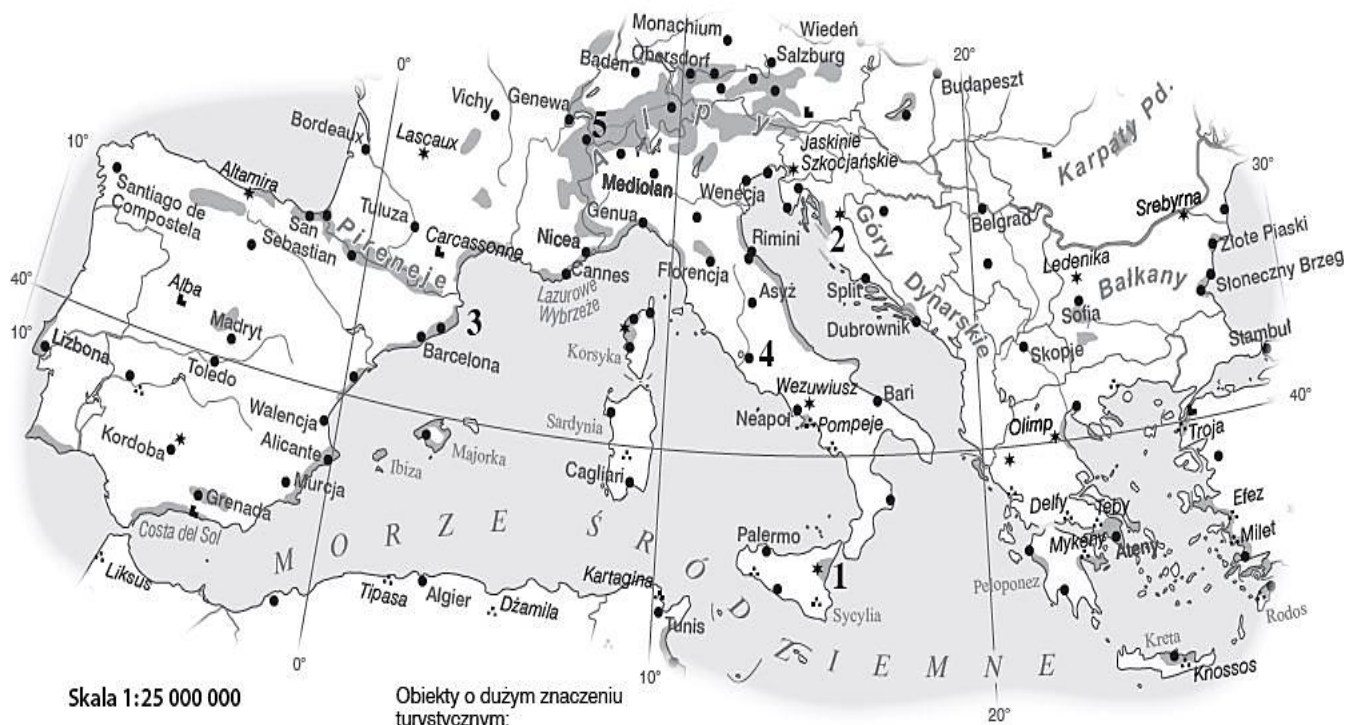 Monachium
Wiedeń
0°
20°
Baden
Obersdorf
Salzburg
Budapeszt
Vichy
Genewa
10°
Bordeaux
Lascaux
5
Alpy
Jaskinie
Szkocjańskie
Karpaty Pd.
30°
Altamira
Santiago de
Compostela
San
Sebastian
Tuluza
Carcassonne
Pireneje
Mediolan
Wenecja
Genua
Nicea
Cannes
Lazurowe
Wybrzeże
Florencja
Rimini
Asyż
2
Góry Dynarskie
Split
Dubrownik
Belgrad
Srebyrna
Złote Piaski
Ledenika
Bałkany
Słoneczny Brzeg
Sofia
Stambuł
Skopje
40°
10°
Alba
Madryt
3
Barcelona
Korsyka
4
Lizbona
Toledo
Walencja
Wezuwiusz
Bari
Neapol
Pompeje
Olimp
40°
Troja
Kordoba
Alicante
Murcja
Ibiza
Majorka
Sardynia
Cagliari
Grenada
Costa del Sol
Delfy
Teby
Efez
Mykeny
Ateny
Milet
Palermo
1
Sycylia
Peloponez
Rodos
Kreta
Knossos
MORZE ŚRÓDZIEMNE
Liksus
Tipasa
Algier
Dżamila
Kartagina
Tunis
0°
10°
20°
Skala 1:25 000 000
Obiekty o dużym znaczeniu
turystycznym: